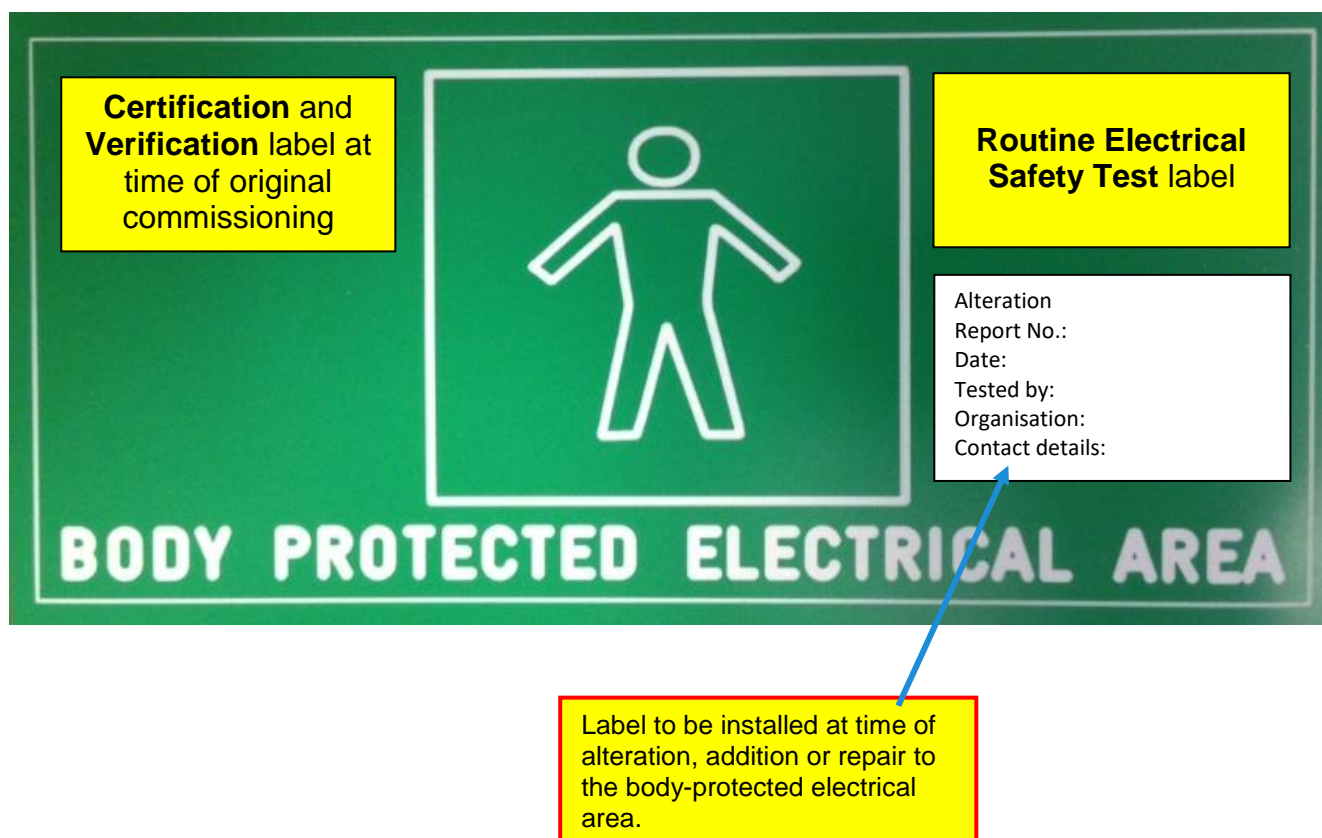 Certification and
Verification label at
time of original
commissioning
Routine Electrical
Safety Test label
Alteration
Report No.:
Date:
Tested by:
Organisation:
Contact details:
BODY PROTECTED ELECTRICAL AREA
Label to be installed at time of
alteration, addition or repair to
the body-protected electrical
area.